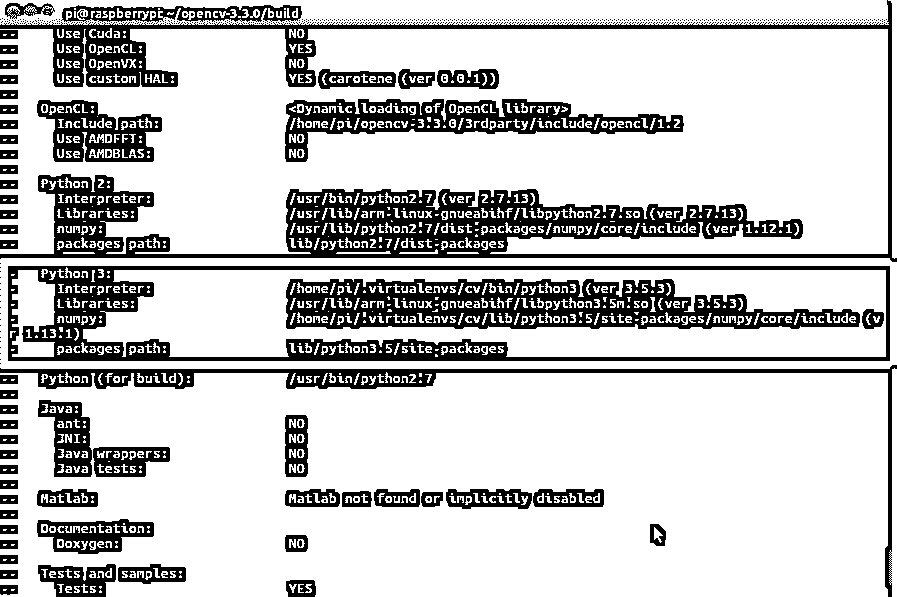 pi@raspberrypi: ~/opencv-3.3.0/build
-- Use Cuda: NO
-- Use OpenCL: YES
-- Use OpenVX: NO
-- Use custom HAL: YES (carotene (ver 0.0.1))
--
-- OpenCL: <Dynamic loading of OpenCL library>
-- Include path: /home/pi/opencv-3.3.0/3rdparty/include/opencl/1.2
-- Use AMDFFT: NO
-- Use AMDBLAS: NO
--
-- Python 2:
-- Interpreter: /usr/bin/python2.7 (ver 2.7.13)
-- Libraries: /usr/lib/arm-linux-gnueabihf/libpython2.7.so (ver 2.7.13)
-- numpy: /usr/lib/python2.7/dist-packages/numpy/core/include (ver 1.12.1)
-- packages path: lib/python2.7/dist-packages
--
-- Python 3:
-- Interpreter: /home/pi/.virtualenvs/cv/bin/python3 (ver 3.5.3)
-- Libraries: /usr/lib/arm-linux-gnueabihf/libpython3.5m.so (ver 3.5.3)
-- numpy: /home/pi/.virtualenvs/cv/lib/python3.5/site-packages/numpy/core/include (v
1.13.1)
-- packages path: lib/python3.5/site-packages
--
-- Python (for build): /usr/bin/python2.7
--
-- Java:
-- ant: NO
-- JNI: NO
-- Java wrappers: NO
-- Java tests: NO
--
-- Matlab: Matlab not found or implicitly disabled
--
-- Documentation:
-- Doxygen: NO
--
-- Tests and samples:
-- Tests: YES